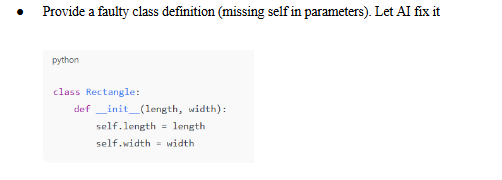 • Provide a faulty class definition (missing self in parameters). Let AI fix it
python
class Rectangle:
    def __init__(length, width):
        self.length = length
        self.width = width